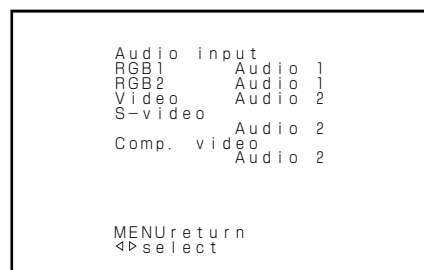 Audio input
RGB1 Audio 1
RGB2 Audio 1
Video Audio 2
S-video
Audio 2
Comp. video
Audio 2
MENUreturn
◁▷select